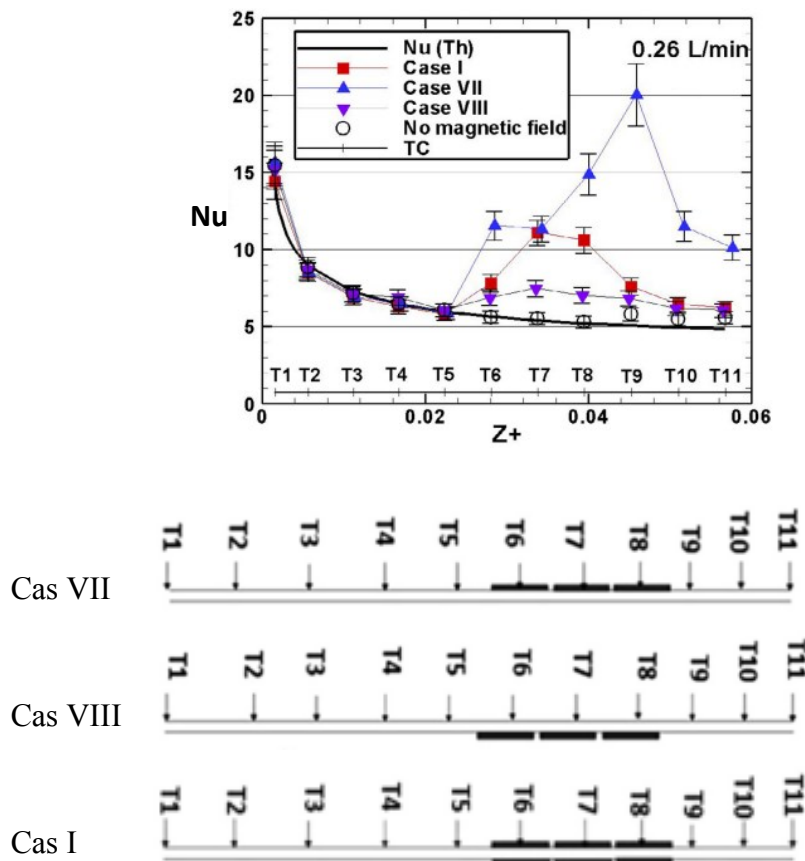 25
Nu (Th)
Case I
Case VII
Case VIII
No magnetic field
TC
0.26 L/min
20
15
Nu
10
5
T1 T2 T3 T4 T5 T6 T7 T8 T9 T10 T11
0
0 0.02 0.04 0.06
Z+
Cas VII
T1 T2 T3 T4 T5 T6 T7 T8 T9 T10 T11
Cas VIII
T1 T2 T3 T4 T5 T6 T7 T8 T9 T10 T11
Cas I
T1 T2 T3 T4 T5 T6 T7 T8 T9 T10 T11